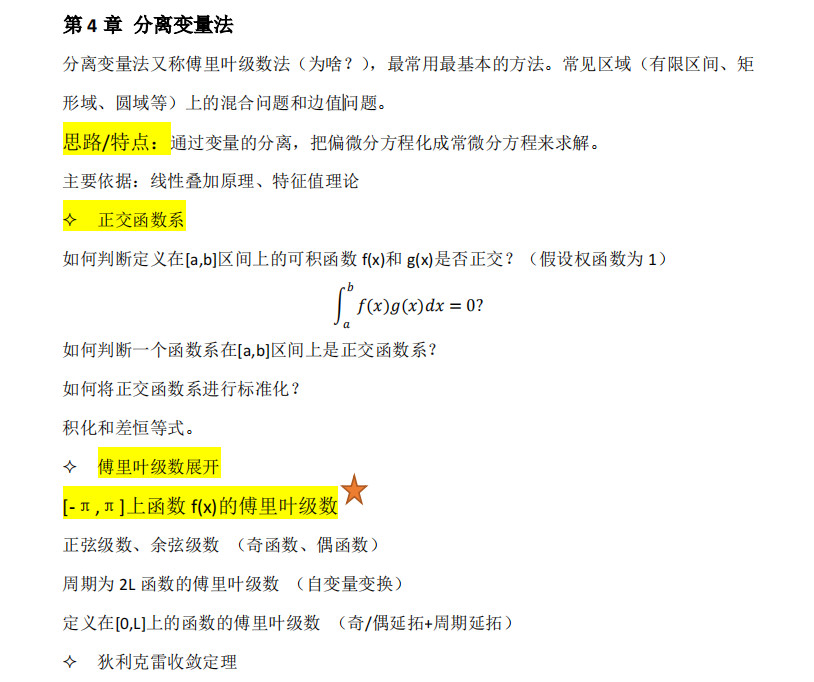 第 4 章 分离变量法
分离变量法又称傅里叶级数法（为啥？），最常用最基本的方法。常见区域（有限区间、矩
形域、圆域等）上的混合问题和边值问题。
思路/特点：通过变量的分离，把偏微分方程化成常微分方程来求解。
主要依据：线性叠加原理、特征值理论
✧ 正交函数系
如何判断定义在[a,b]区间上的可积函数 f(x)和 g(x)是否正交？（假设权函数为 1）
∫_a^b f(x)g(x)dx = 0?
如何判断一个函数系在[a,b]区间上是正交函数系？
如何将正交函数系进行标准化？
积化和差恒等式。
✧ 傅里叶级数展开
[-π,π]上函数 f(x)的傅里叶级数
正弦级数、余弦级数 （奇函数、偶函数）
周期为 2L 函数的傅里叶级数 （自变量变换）
定义在[0,L]上的函数的傅里叶级数 （奇/偶延拓+周期延拓）
✧ 狄利克雷收敛定理